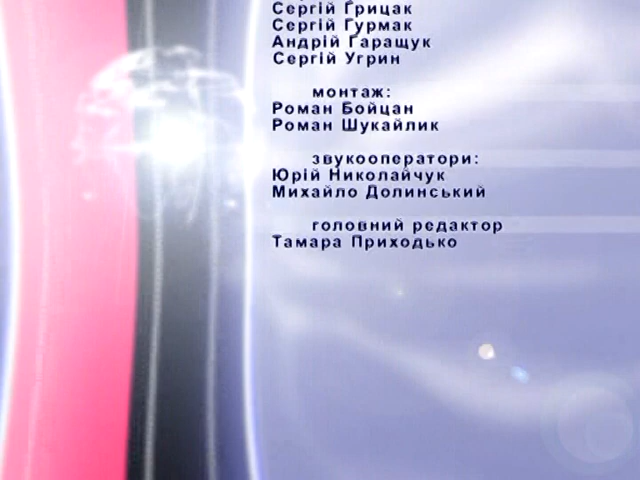 Сергій Грицак
Сергій Гурмак
Андрій Гаращук
Сергій Угрин
монтаж:
Роман Бойцан
Роман Шукайлик
звукооператори:
Юрій Николайчук
Михайло Долинський
головний редактор
Тамара Приходько